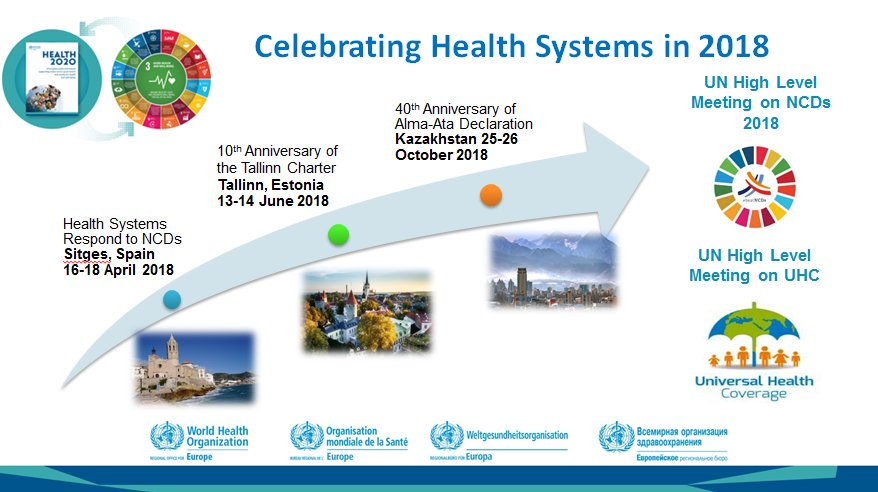 HEALTH
2020
Celebrating Health Systems in 2018
UN High Level
Meeting on NCDs
2018
40th Anniversary of
Alma-Ata Declaration
Kazakhstan 25-26
October 2018
10th Anniversary of
the Tallinn Charter
Tallinn, Estonia
13-14 June 2018
Health Systems
Respond to NCDs
Sitges, Spain
16-18 April 2018
3
beatNCDs
UN High Level
Meeting on UHC
Universal Health
Coverage
World Health
Organization
REGIONAL OFFICE FOR Europe
Organisation
mondiale de la Santé
BUREAU RÉGIONAL DE L' Europe
Weltgesundheitsorganisation
REGIONALBÜRO FÜR Europa
Всемирная организация
здравоохранения
Европейское региональное бюро